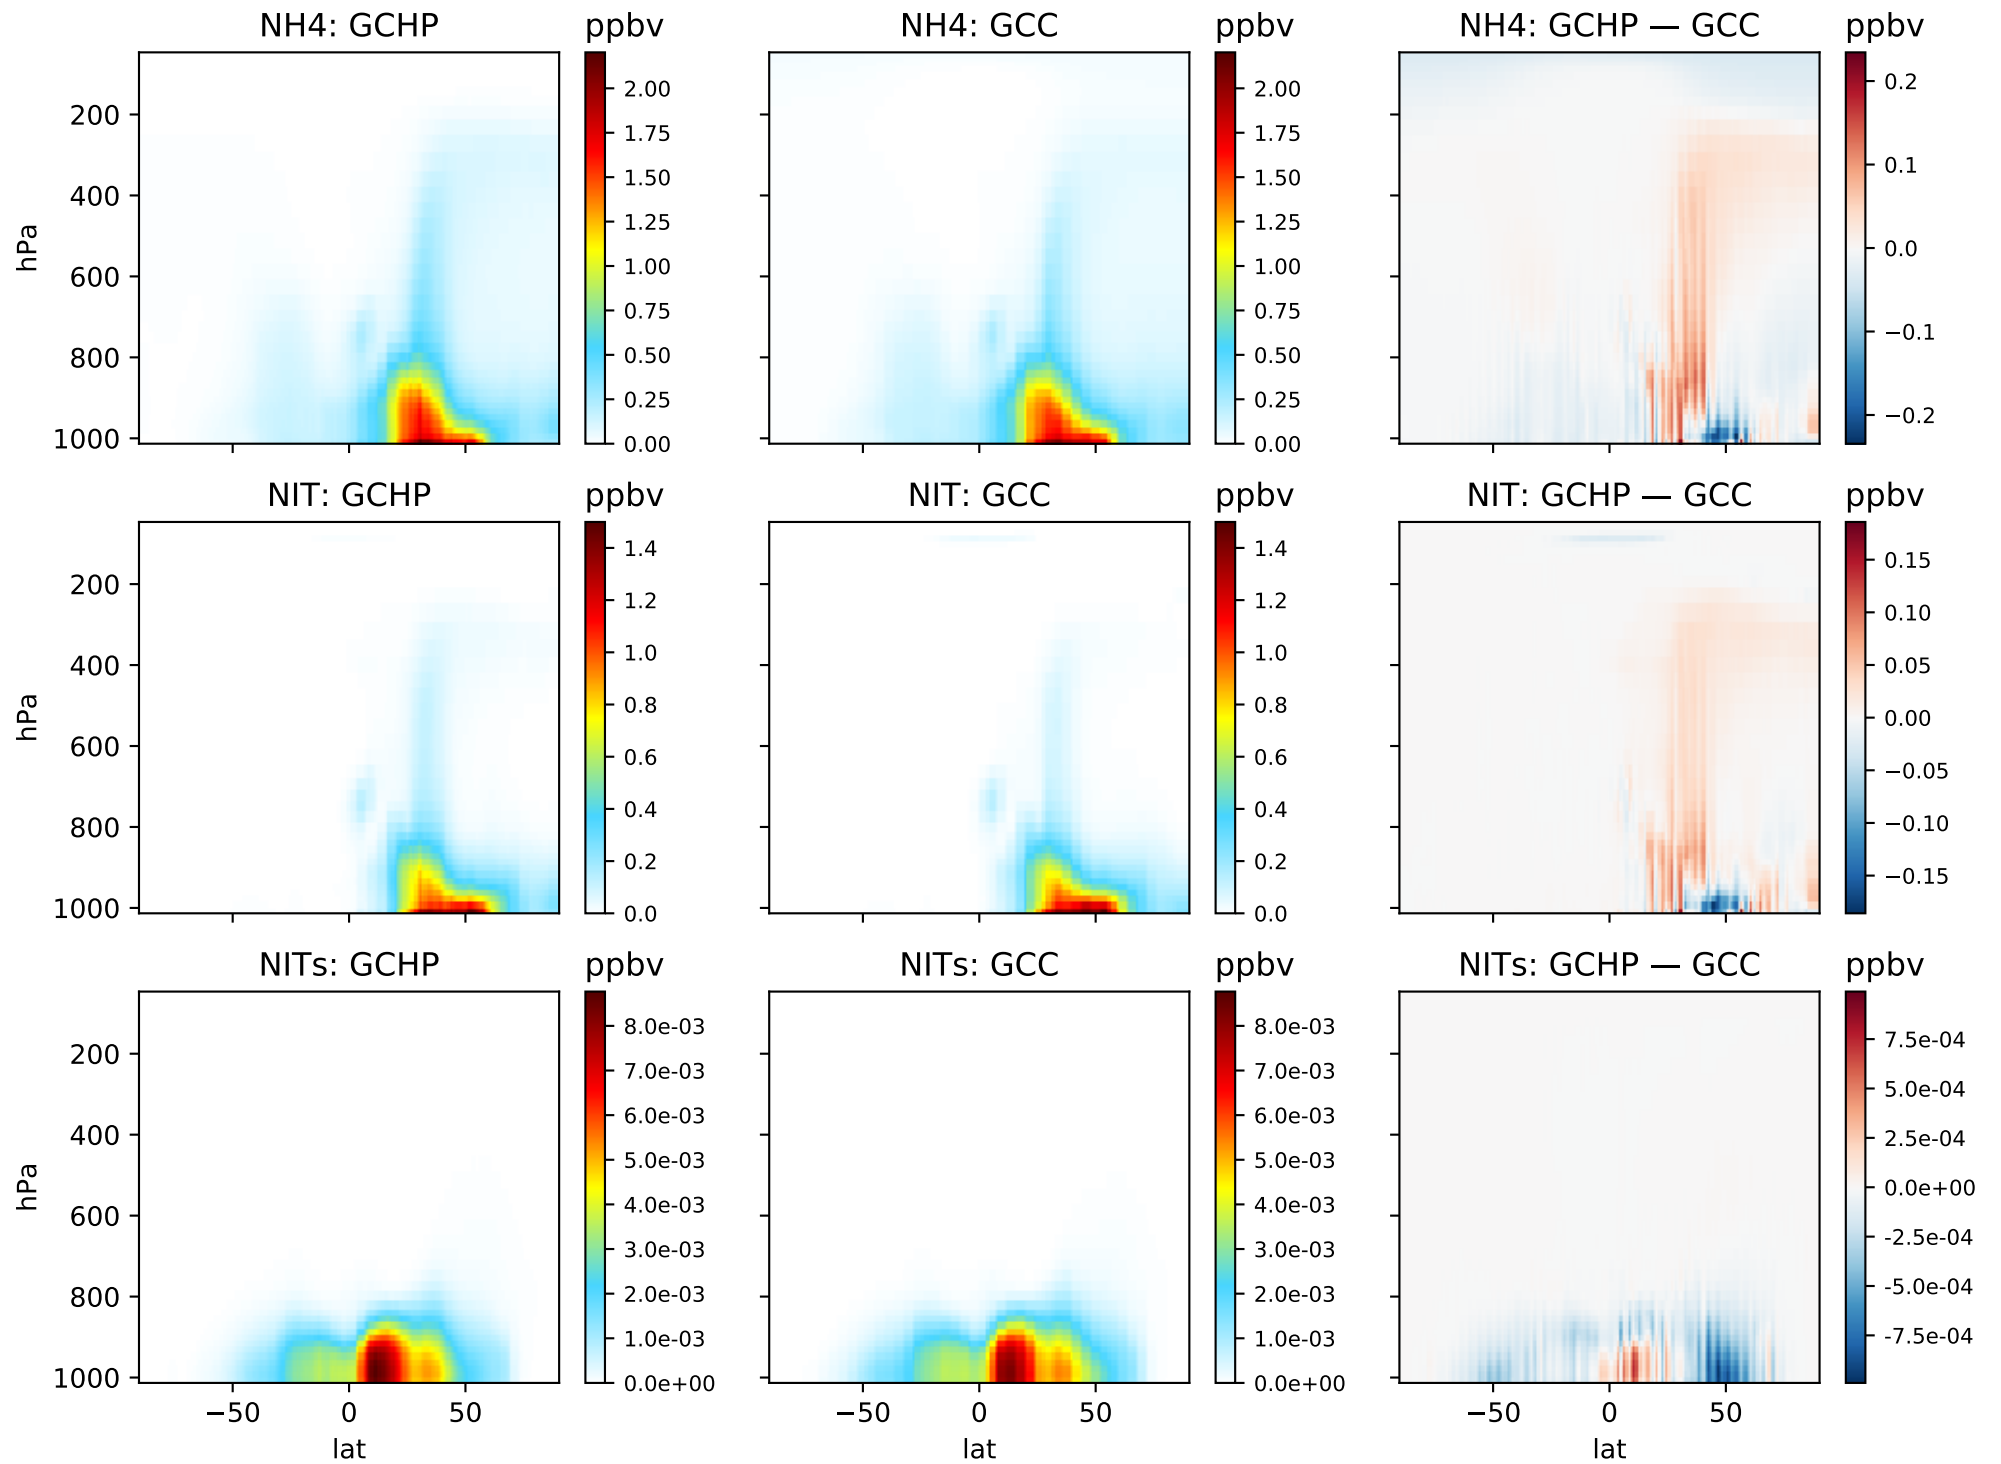 NH4: GCHP
ppbv
NH4: GCC
ppbv
NH4: GCHP — GCC
ppbv
hPa
200
400
600
800
1000
2.00
1.75
1.50
1.25
1.00
0.75
0.50
0.25
0.00
2.00
1.75
1.50
1.25
1.00
0.75
0.50
0.25
0.00
0.2
0.1
0.0
−0.1
−0.2
NIT: GCHP
ppbv
NIT: GCC
ppbv
NIT: GCHP — GCC
ppbv
hPa
200
400
600
800
1000
1.4
1.2
1.0
0.8
0.6
0.4
0.2
0.0
1.4
1.2
1.0
0.8
0.6
0.4
0.2
0.0
0.15
0.10
0.05
0.00
−0.05
−0.10
−0.15
NITs: GCHP
ppbv
NITs: GCC
ppbv
NITs: GCHP — GCC
ppbv
hPa
200
400
600
800
1000
8.0e-03
7.0e-03
6.0e-03
5.0e-03
4.0e-03
3.0e-03
2.0e-03
1.0e-03
0.0e+00
8.0e-03
7.0e-03
6.0e-03
5.0e-03
4.0e-03
3.0e-03
2.0e-03
1.0e-03
0.0e+00
7.5e-04
5.0e-04
2.5e-04
0.0e+00
-2.5e-04
-5.0e-04
-7.5e-04
−50 0 50
−50 0 50
−50 0 50
lat
lat
lat